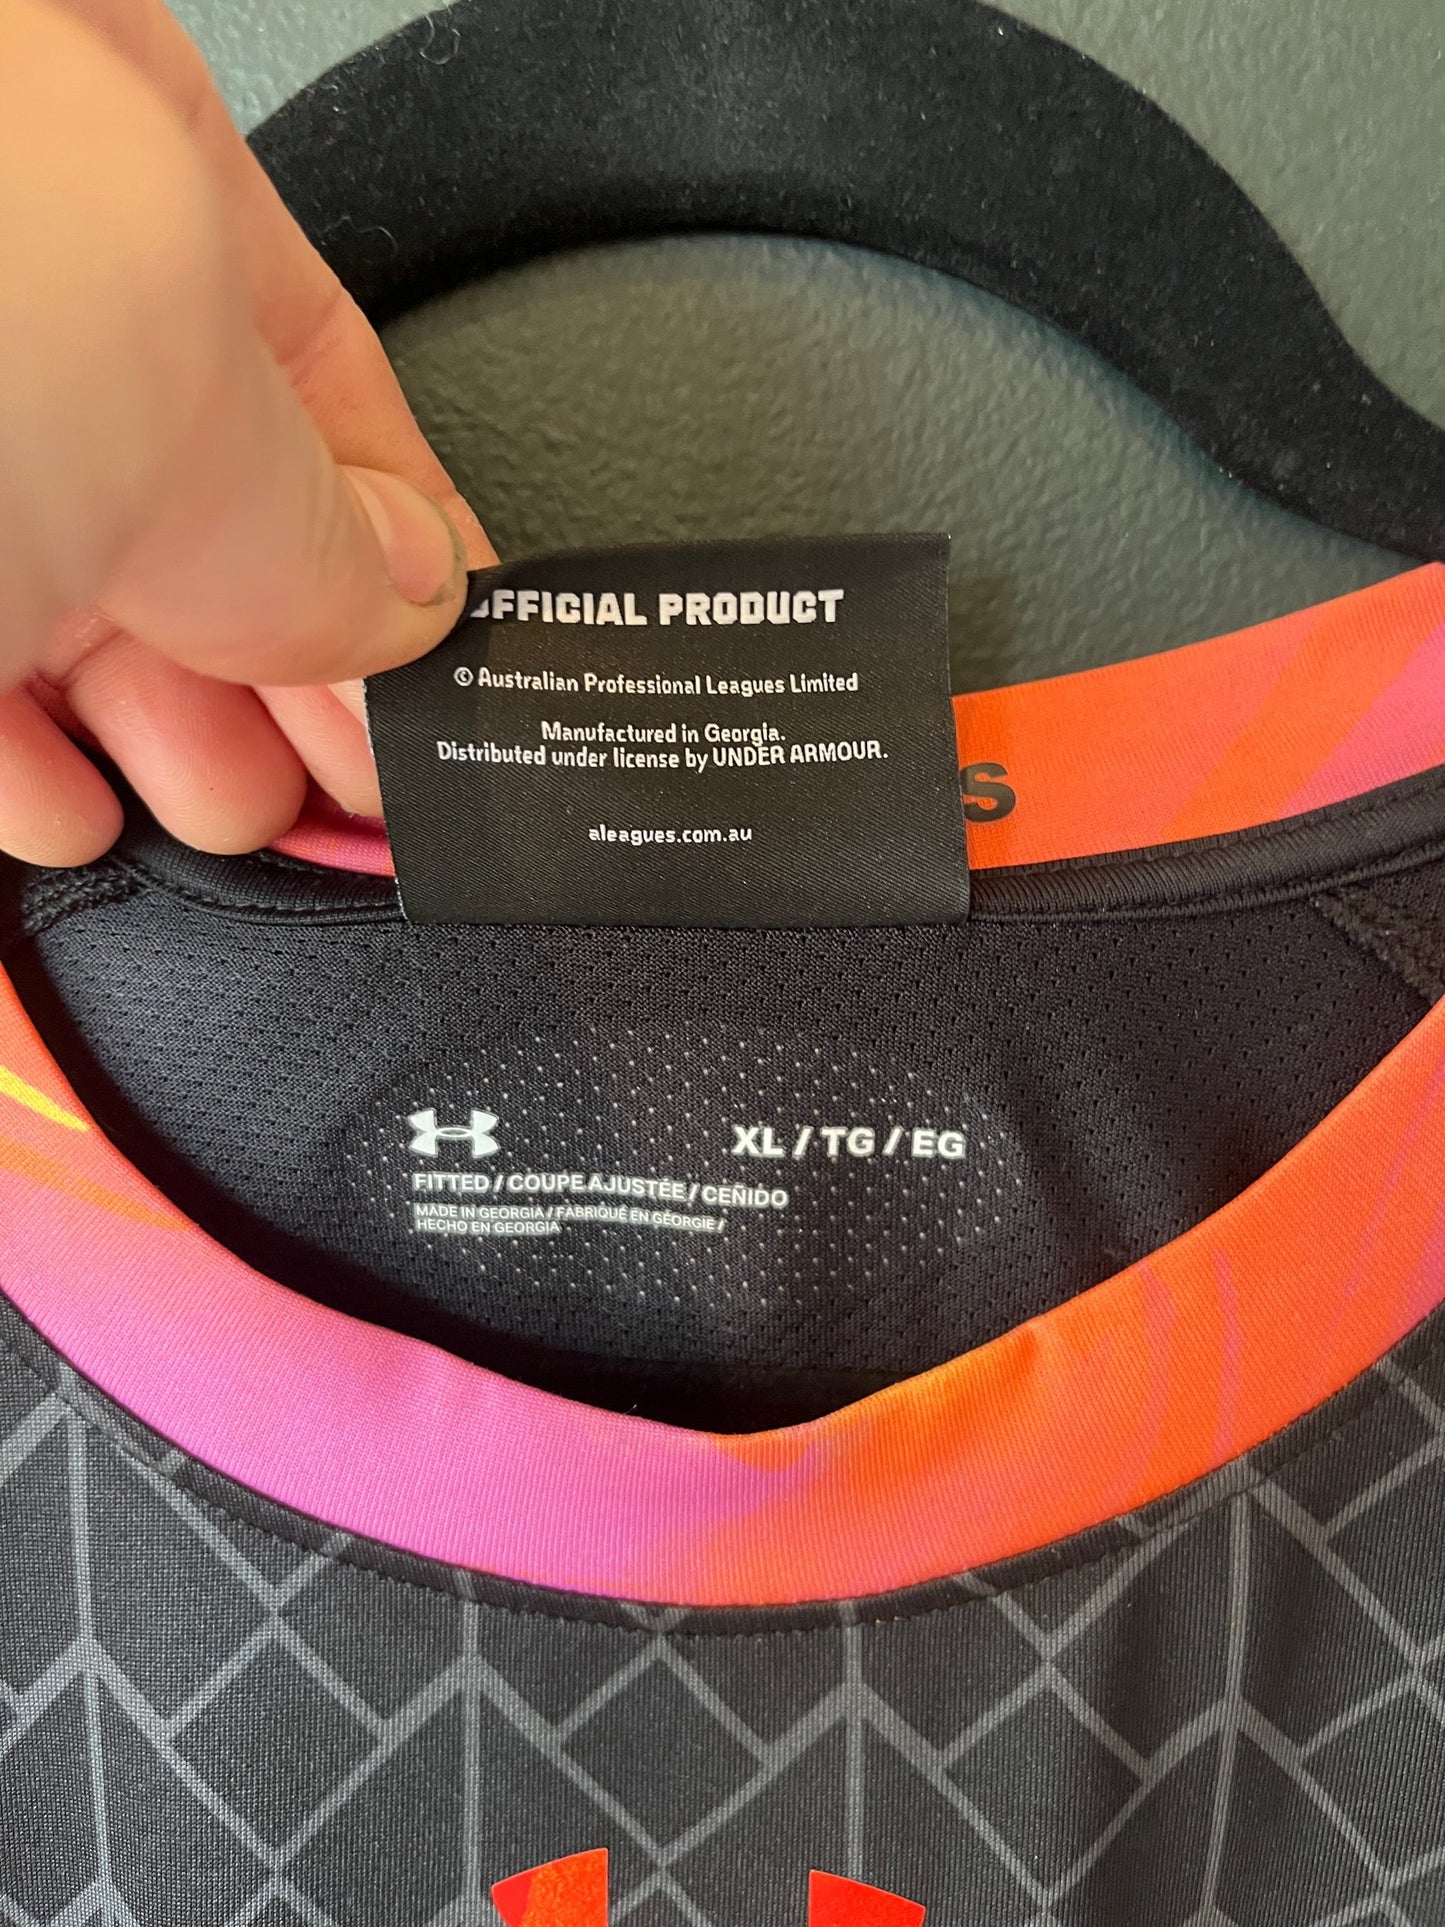 OFFICIAL PRODUCT
© Australian Professional Leagues Limited
Manufactured in Georgia.
Distributed under license by UNDER ARMOUR.
aleagues.com.au
XL / TG / EG
FITTED / COUPE AJUSTÉE / CEÑIDO
MADE IN GEORGIA / FABRIQUÉ EN GÉORGIE /
HECHO EN GEORGIA